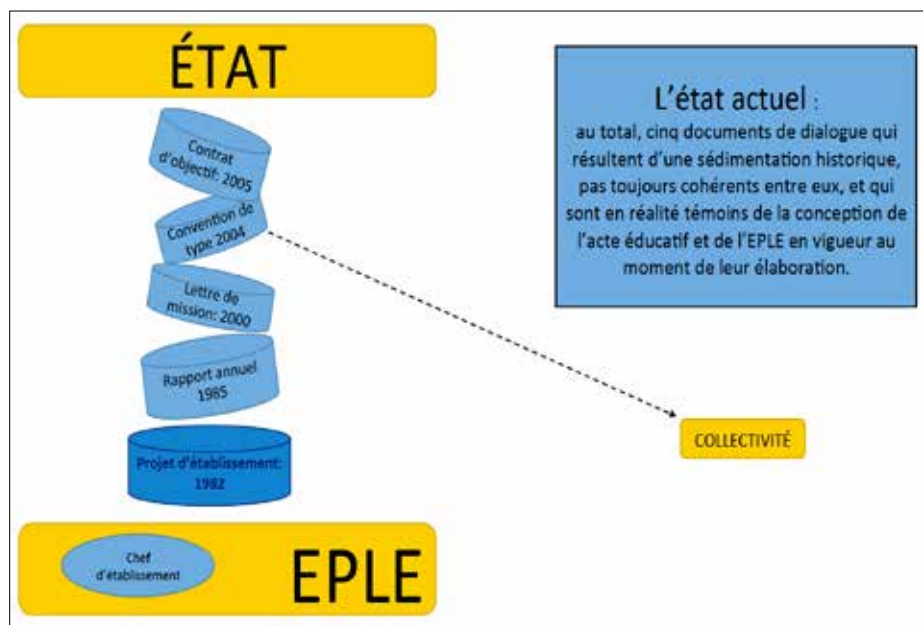 ÉTAT
Contrat
d'objectif: 2005
Convention de
type 2004
Lettre de
mission: 2000
Rapport annuel
1985
Projet d'établissement:
1982
Chef
d'établissement
EPLE
L'état actuel :
au total, cinq documents de dialogue qui
résultent d'une sédimentation historique,
pas toujours cohérents entre eux, et qui
sont en réalité témoins de la conception de
l'acte éducatif et de l'EPLE en vigueur au
moment de leur élaboration.
COLLECTIVITÉ